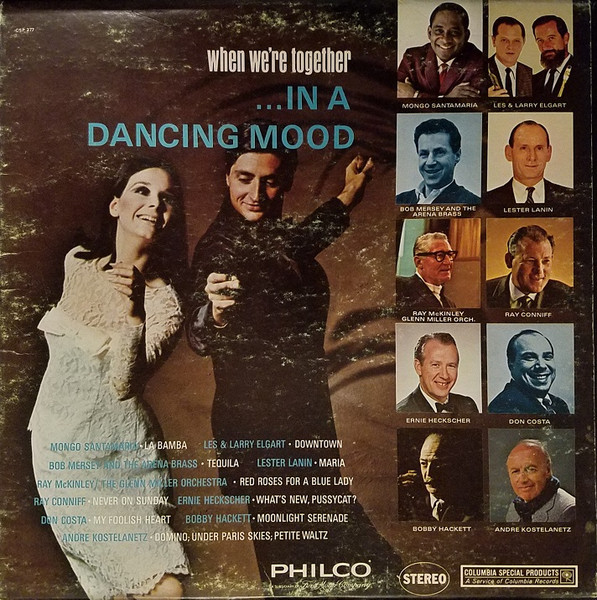 CSP 277
when we're together
...IN A
DANCING MOOD
MONGO SANTAMARIA
LES & LARRY ELGART
BOB MERSEY AND THE
ARENA BRASS
LESTER LANIN
RAY McKINLEY
GLENN MILLER ORCH.
RAY CONNIFF
ERNIE HECKSCHER
DON COSTA
BOBBY HACKETT
ANDRE KOSTELANETZ
MONGO SANTAMARIA • LA BAMBA LES & LARRY ELGART • DOWNTOWN
BOB MERSEY AND THE ARENA BRASS • TEQUILA LESTER LANIN • MARIA
RAY McKINLEY, THE GLENN MILLER ORCHESTRA • RED ROSES FOR A BLUE LADY
RAY CONNIFF • NEVER ON SUNDAY ERNIE HECKSCHER • WHAT'S NEW, PUSSYCAT?
DON COSTA • MY FOOLISH HEART BOBBY HACKETT • MOONLIGHT SERENADE
ANDRE KOSTELANETZ • DOMINO; UNDER PARIS SKIES; PETITE WALTZ
PHILCO
Ford Motor Company
STEREO
COLUMBIA SPECIAL PRODUCTS
A Service of Columbia Records